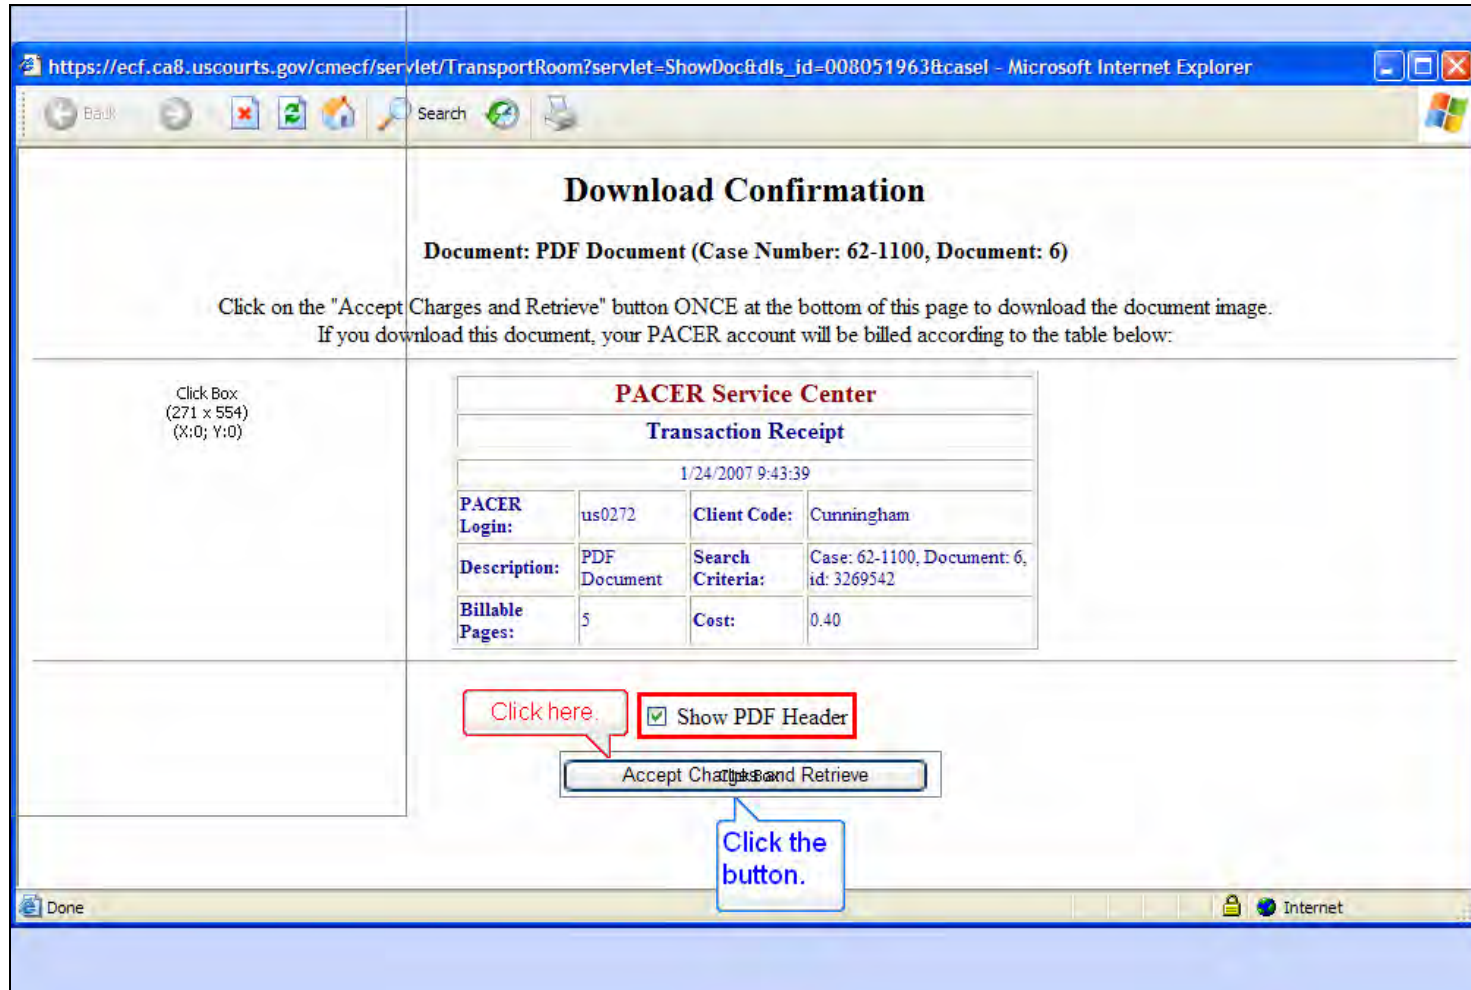 https://ecf.ca8.uscourts.gov/cmecf/servlet/TransportRoom?servlet=ShowDoc&dls_id=008051963&caseI - Microsoft Internet Explorer
Back Search
Download Confirmation
Document: PDF Document (Case Number: 62-1100, Document: 6)
Click on the "Accept Charges and Retrieve" button ONCE at the bottom of this page to download the document image.
If you download this document, your PACER account will be billed according to the table below:
Click Box
(271 x 554)
(X:0; Y:0)
PACER Service Center
Transaction Receipt
1/24/2007 9:43:39
PACER Login: us0272 Client Code: Cunningham
Description: PDF Document Search Criteria: Case: 62-1100, Document: 6, id: 3269542
Billable Pages: 5 Cost: 0.40
Click here.
Show PDF Header
Accept Charges and Retrieve
Click Box
Click the
button.
Done Internet